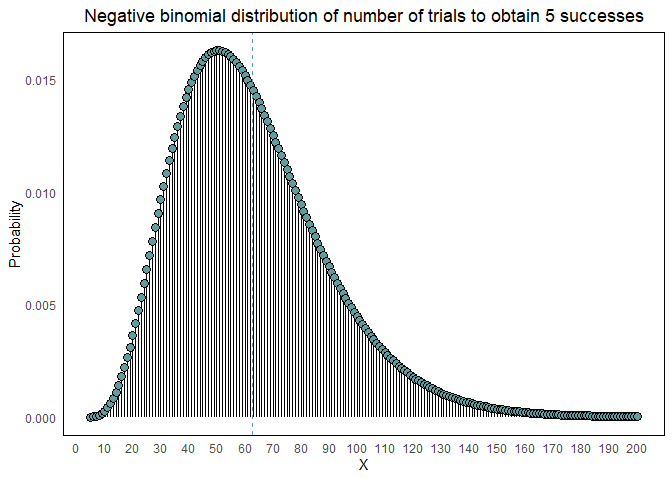 Negative binomial distribution of number of trials to obtain 5 successes
0.015
0.010
0.005
0.000
Probability
0 10 20 30 40 50 60 70 80 90 100 110 120 130 140 150 160 170 180 190 200
X